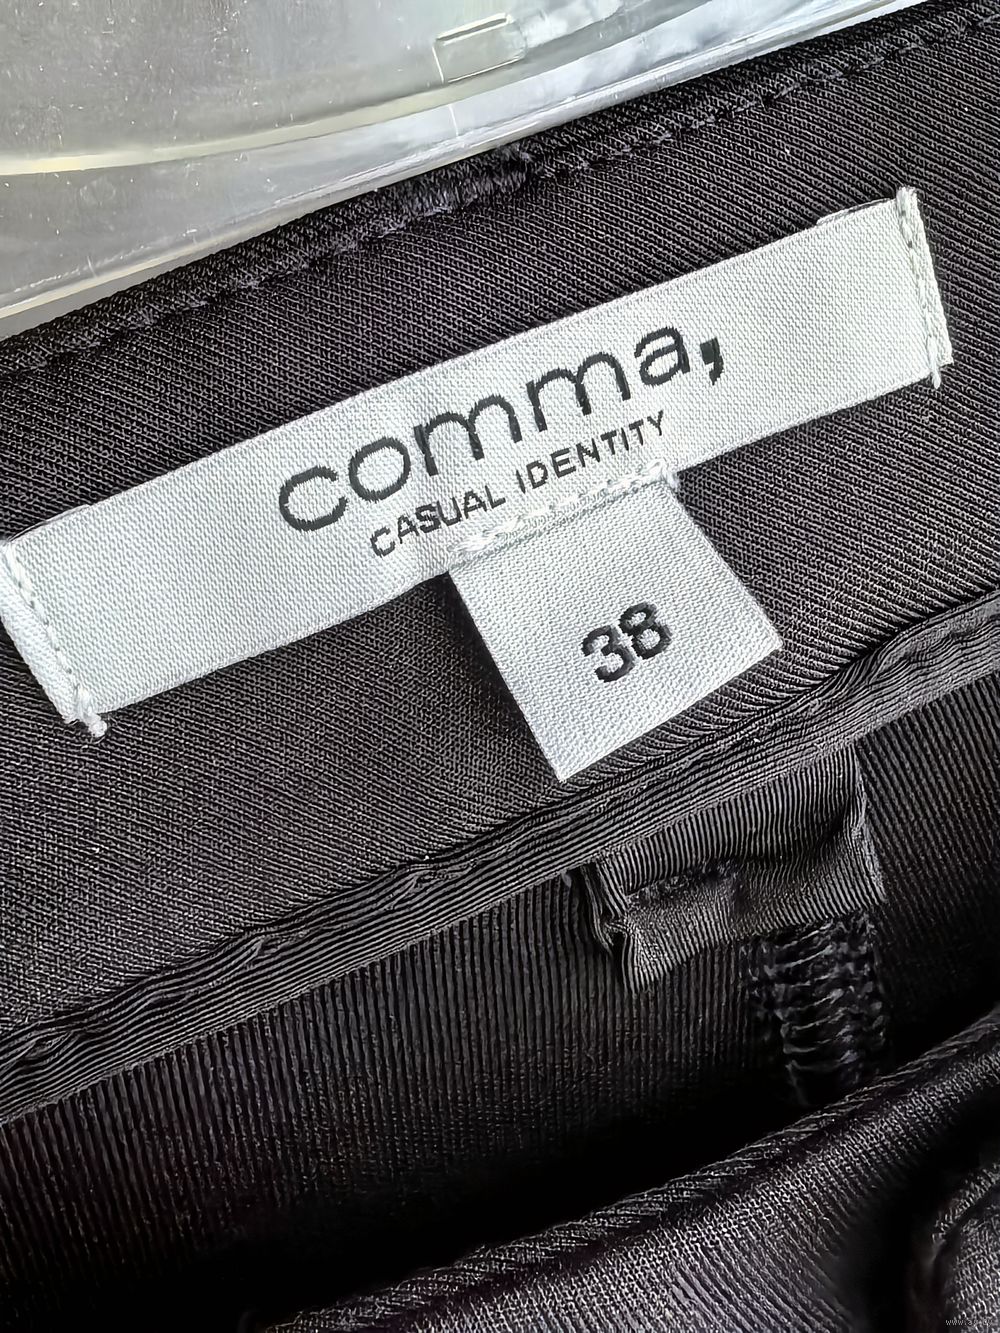 comma,
CASUAL IDENTITY
38